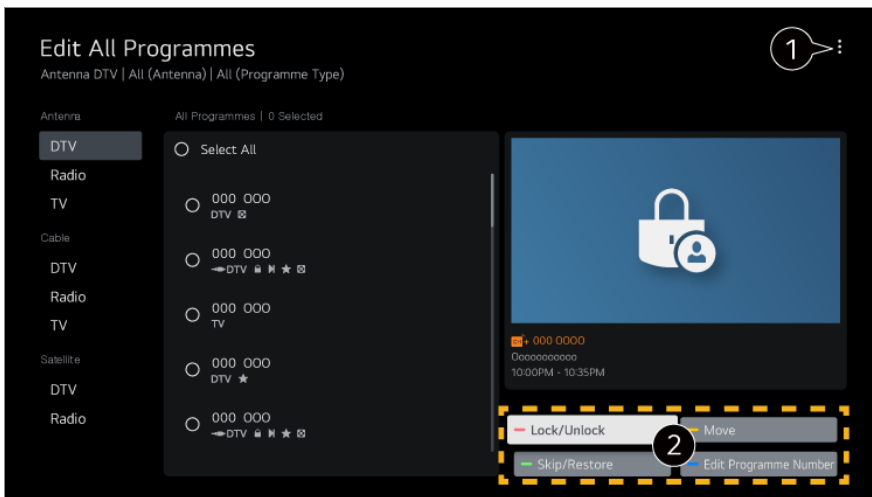 Edit All Programmes
Antenna DTV | All (Antenna) | All (Programme Type)
1
Antenna
DTV
Radio
TV
Cable
DTV
Radio
TV
Satellite
DTV
Radio
All Programmes | 0 Selected
Select All
000 000
DTV
000 000
DTV
000 000
TV
000 000
DTV
000 000
DTV
+ 000 0000
Ooooooooooo
10:00PM - 10:35PM
Lock/Unlock
Move
2
Skip/Restore
Edit Programme Number